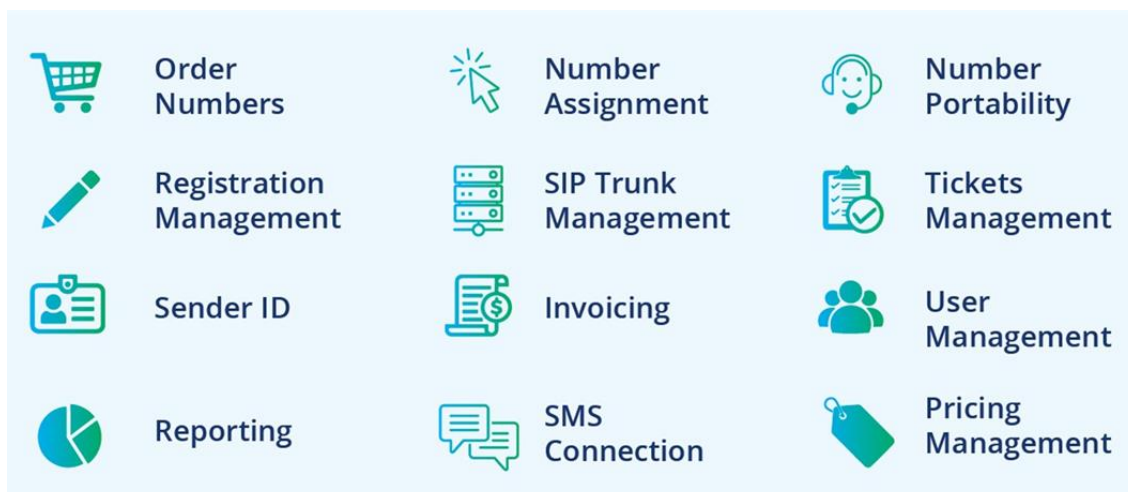 Order
Numbers
Number
Assignment
Number
Portability
Registration
Management
SIP Trunk
Management
Tickets
Management
Sender ID
Invoicing
User
Management
Reporting
SMS
Connection
Pricing
Management